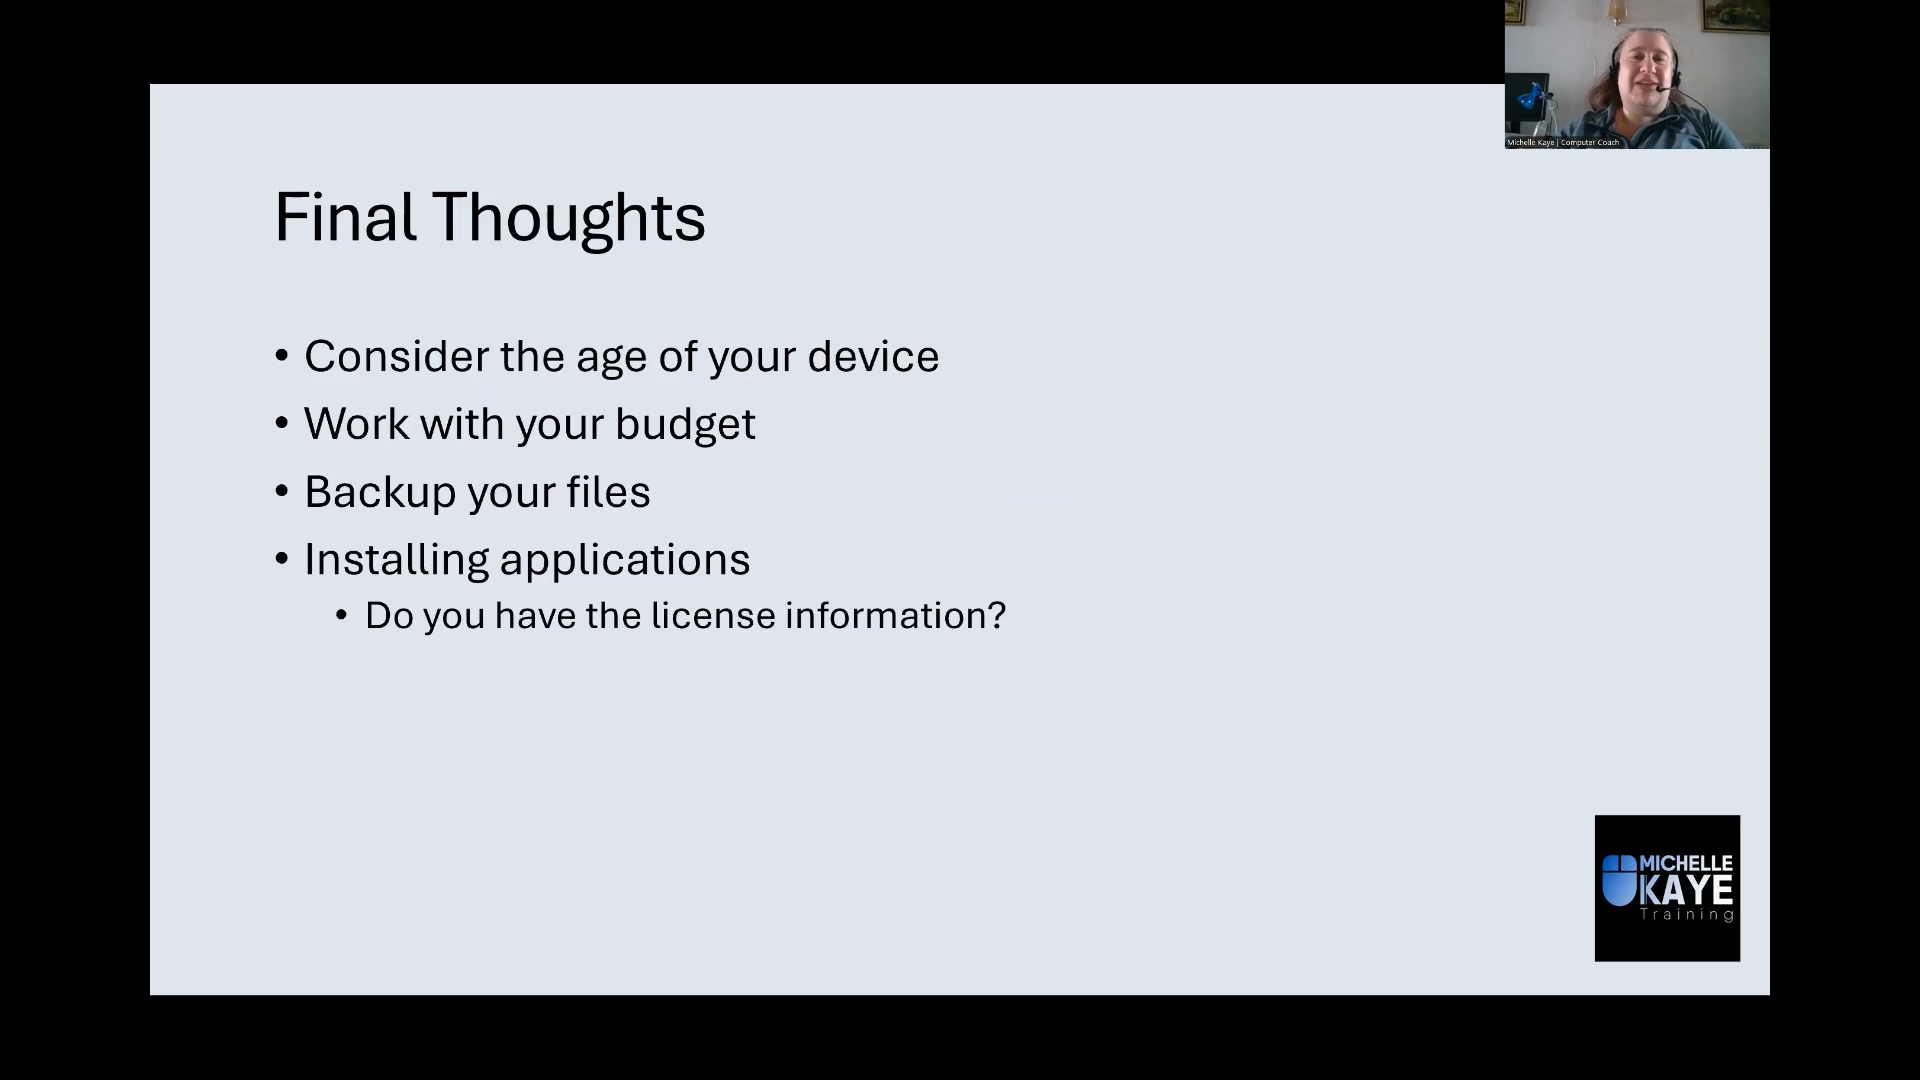 Michelle Kaye | Computer Coach
Final Thoughts
• Consider the age of your device
• Work with your budget
• Backup your files
• Installing applications
• Do you have the license information?
MICHELLE
KAYE
Training